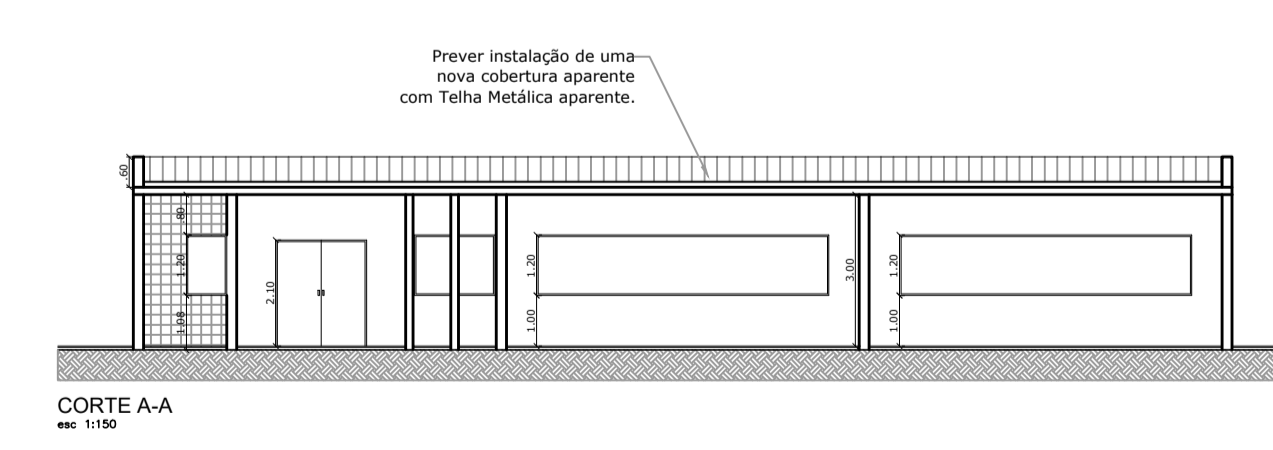 Prever instalação de uma
nova cobertura aparente
com Telha Metálica aparente.
.60
.80
1.20
1.08
2.10
1.20
1.00
3.00
1.20
1.00
CORTE A-A
esc 1:150